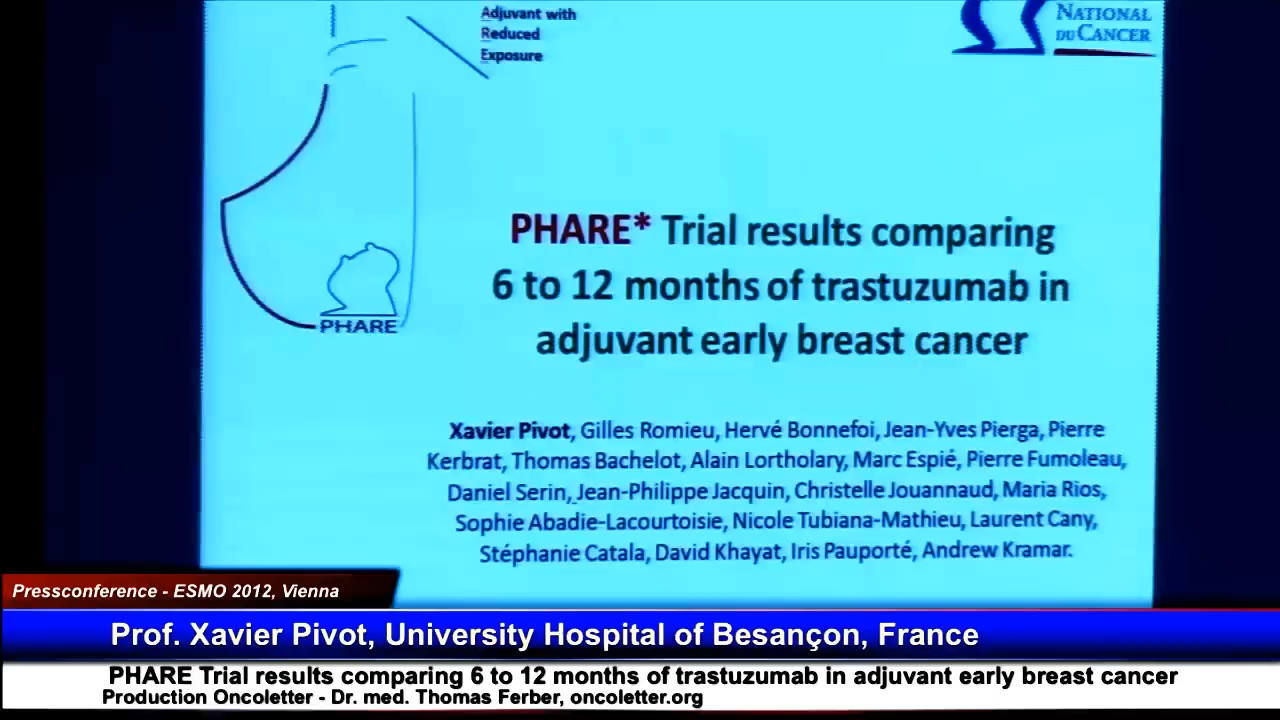 Adjuvant with
Reduced
Exposure
NATIONAL
DU CANCER
PHARE
PHARE* Trial results comparing
6 to 12 months of trastuzumab in
adjuvant early breast cancer
Xavier Pivot, Gilles Romieu, Hervé Bonnefoi, Jean-Yves Pierga, Pierre
Kerbrat, Thomas Bachelot, Alain Lortholary, Marc Espié, Pierre Fumoleau,
Daniel Serin, Jean-Philippe Jacquin, Christelle Jouannaud, Maria Rios,
Sophie Abadie-Lacourtoisie, Nicole Tubiana-Mathieu, Laurent Cany,
Stéphanie Catala, David Khayat, Iris Pauporté, Andrew Kramar.
Pressconference - ESMO 2012, Vienna
Prof. Xavier Pivot, University Hospital of Besançon, France
PHARE Trial results comparing 6 to 12 months of trastuzumab in adjuvant early breast cancer
Production Oncoletter - Dr. med. Thomas Ferber, oncoletter.org